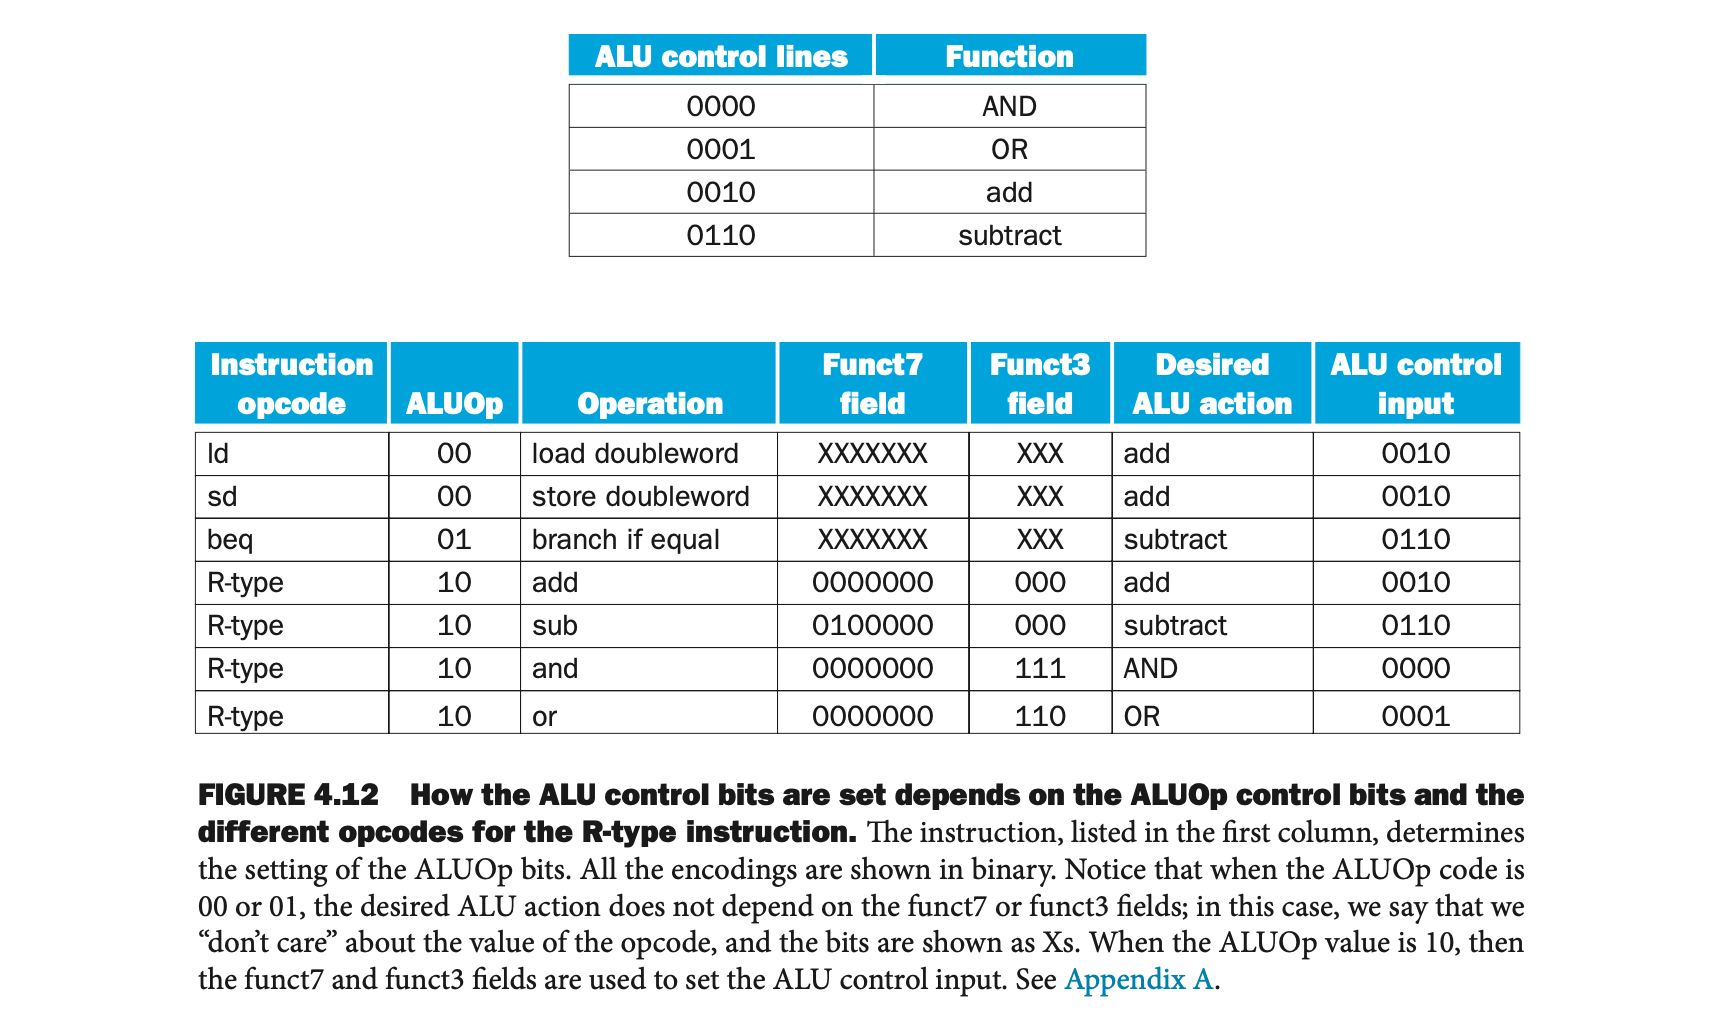 ALU control lines Function
0000 AND
0001 OR
0010 add
0110 subtract
Instruction opcode ALUOp Operation Funct7 field Funct3 field Desired ALU action ALU control input
ld 00 load doubleword XXXXXXX XXX add 0010
sd 00 store doubleword XXXXXXX XXX add 0010
beq 01 branch if equal XXXXXXX XXX subtract 0110
R-type 10 add 0000000 000 add 0010
R-type 10 sub 0100000 000 subtract 0110
R-type 10 and 0000000 111 AND 0000
R-type 10 or 0000000 110 OR 0001
FIGURE 4.12 How the ALU control bits are set depends on the ALUOp control bits and the
different opcodes for the R-type instruction. The instruction, listed in the first column, determines
the setting of the ALUOp bits. All the encodings are shown in binary. Notice that when the ALUOp code is
00 or 01, the desired ALU action does not depend on the funct7 or funct3 fields; in this case, we say that we
“don’t care” about the value of the opcode, and the bits are shown as Xs. When the ALUOp value is 10, then
the funct7 and funct3 fields are used to set the ALU control input. See Appendix A.